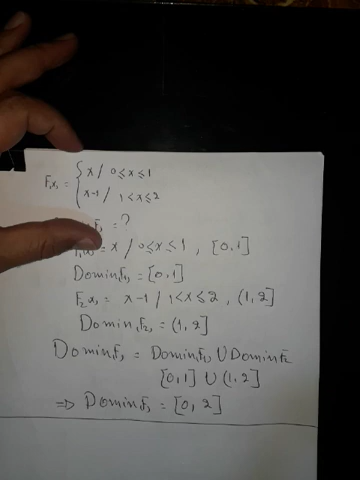 F(x) = { x / 0 ≤ x ≤ 1
x-1 / 1 < x ≤ 2
F) = ?
F1(x) = x / 0 ≤ x ≤ 1 , [0,1]
Domin(F1) = [0,1]
F2(x) = x-1 / 1 < x ≤ 2, (1,2]
Domin(F2) = (1,2]
Domin(F) = Domin(F1) ∪ Domin(F2
[0,1] ∪ (1,2]
⇒ Domin(F) = [0,2]